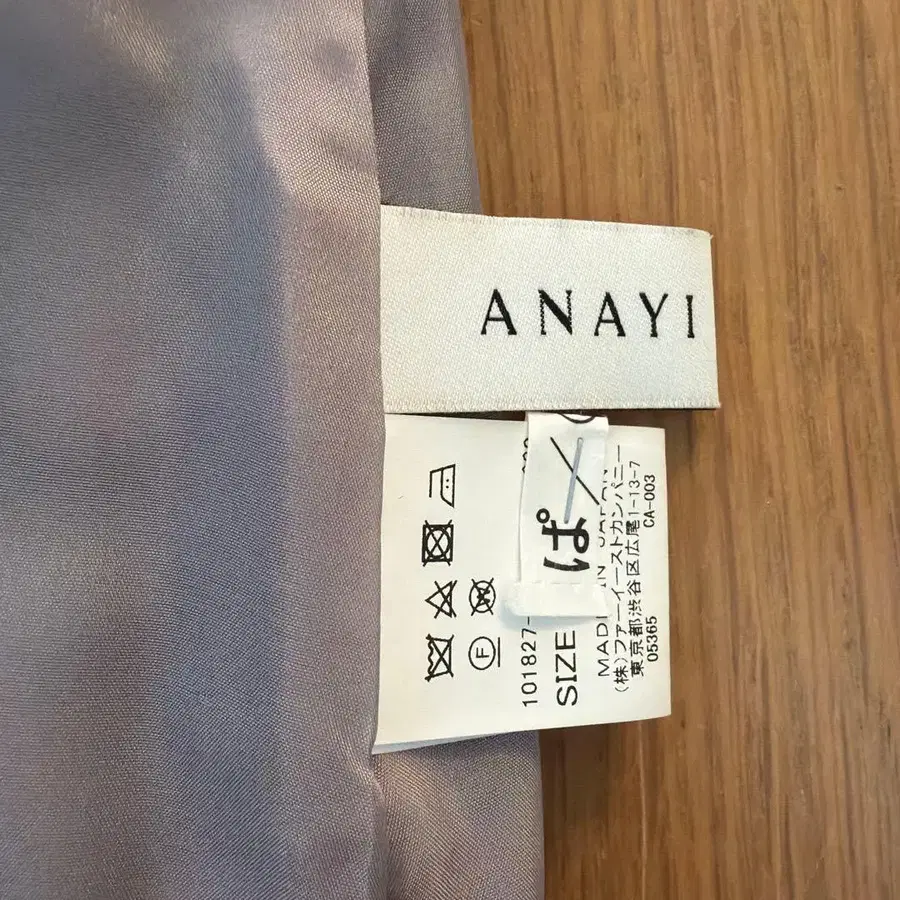 ANAYI
101827-
SIZE
ぱ/
MADE IN JAPAN
(株)ファーイーストカンパニー
東京都渋谷区広尾1-13-7
05365 CA-003